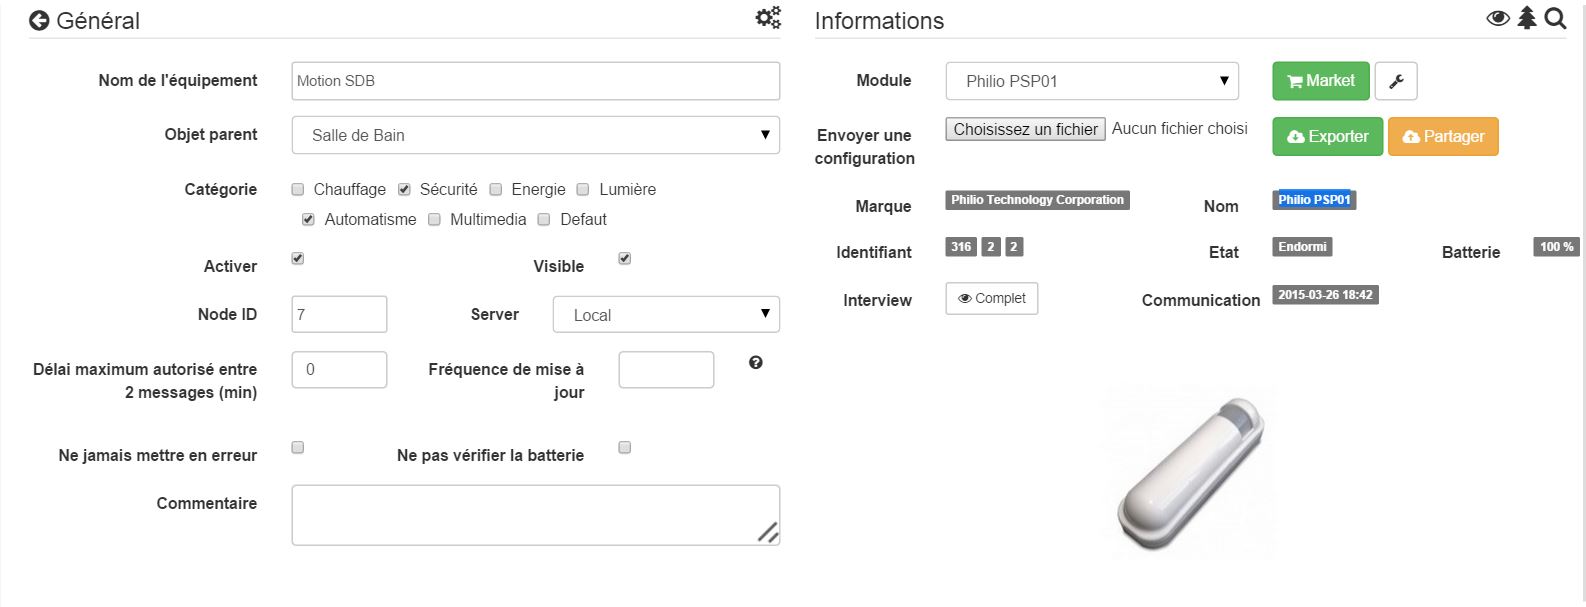 Général
Nom de l'équipement
Motion SDB
Objet parent
Salle de Bain
Catégorie
Chauffage Sécurité Energie Lumière
Automatisme Multimedia Defaut
Activer
Visible
Node ID
7
Server
Local
Délai maximum autorisé entre
2 messages (min)
0
Fréquence de mise à
jour
Ne jamais mettre en erreur
Ne pas vérifier la batterie
Commentaire
Informations
Module
Philio PSP01
Market
Envoyer une
configuration
Choisissez un fichier Aucun fichier choisi
Exporter
Partager
Marque
Philio Technology Corporation
Nom
Philio PSP01
Identifiant
316 2 2
Etat
Endormi
Batterie
100 %
Interview
Complet
Communication
2015-03-26 18:42